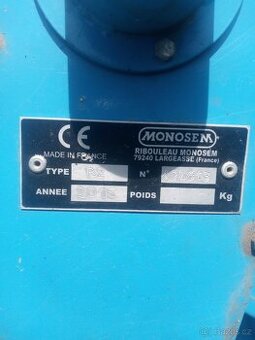 CE
MONOSEM
MADE IN FRANCE
RIBOULEAU MONOSEM
79240 LARGEASSE (France)
TYPE N°
ANNEE POIDS Kg